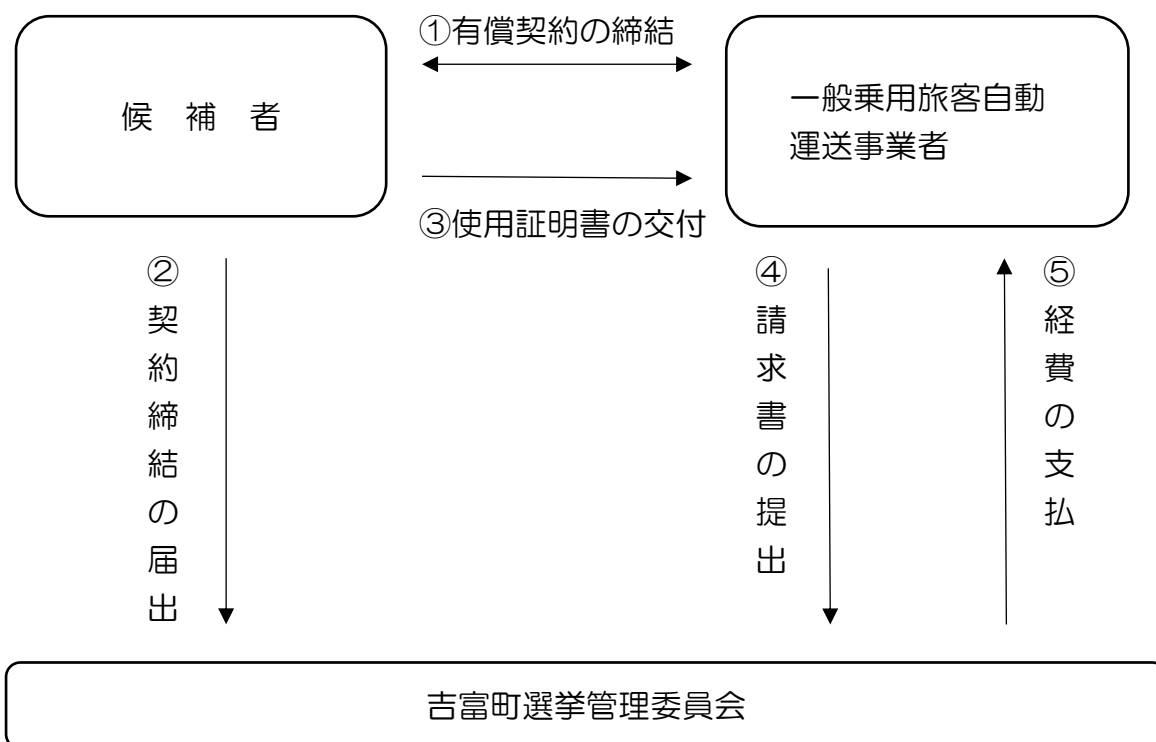 ①有償契約の締結
候　補　者
一般乗用旅客自動
運送事業者
③使用証明書の交付
②契約締結の届出
④請求書の提出
⑤経費の支払
吉富町選挙管理委員会